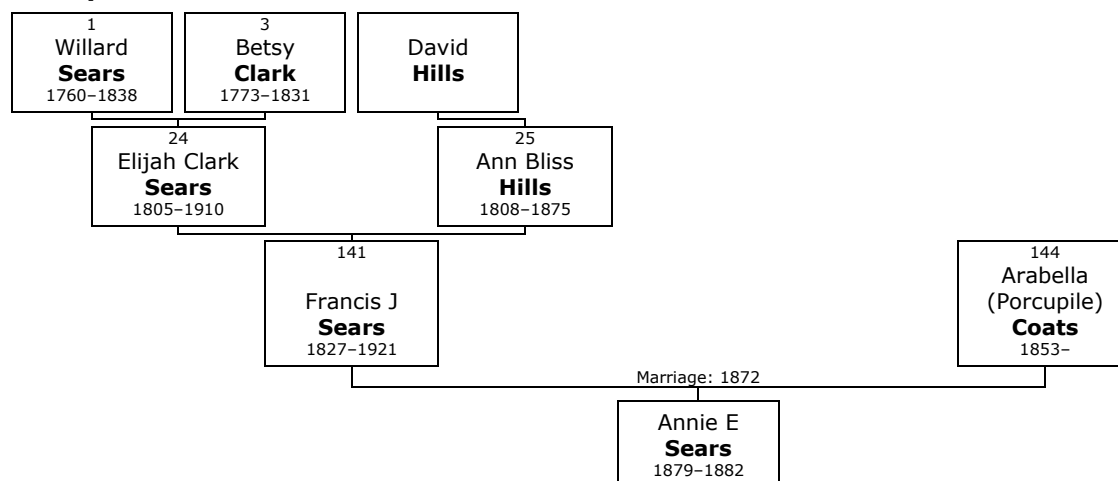 1
Willard
Sears
1760–1838
3
Betsy
Clark
1773–1831
David
Hills
24
Elijah Clark
Sears
1805–1910
25
Ann Bliss
Hills
1808–1875
141
Francis J
Sears
1827–1921
144
Arabella
(Porcupile)
Coats
1853–
Marriage: 1872
Annie E
Sears
1879–1882